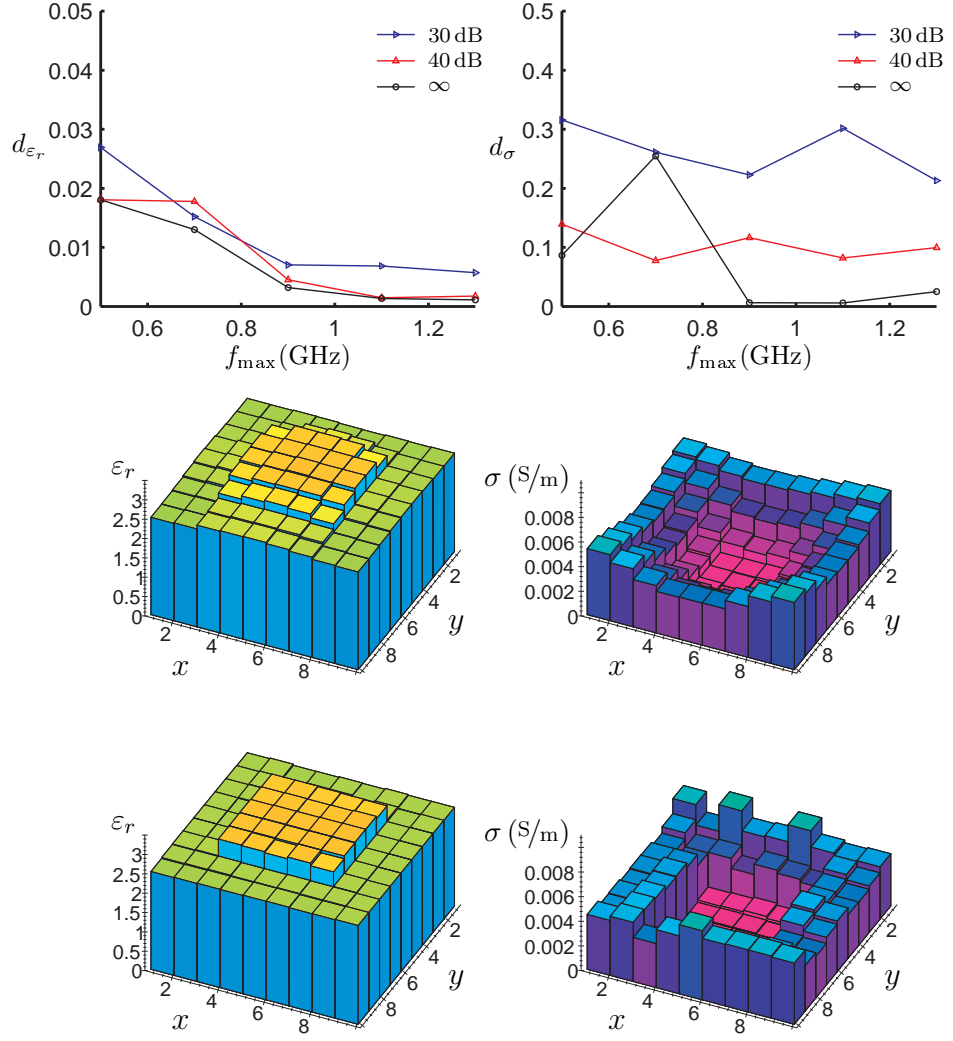 0.05
0.04
0.03
0.02
0.01
0
d_{ε_r}
30 dB
40 dB
∞
0.6 0.8 1 1.2
f_max(GHz)
0.5
0.4
0.3
0.2
0.1
0
d_σ
30 dB
40 dB
∞
0.6 0.8 1 1.2
f_max(GHz)
ε_r
3
2.5
2
1.5
1
0.5
0
2 4 6 8
x
2
4
6
8
y
σ (S/m)
0.008
0.006
0.004
0.002
0
2 4 6 8
x
2
4
6
8
y
ε_r
3
2.5
2
1.5
1
0.5
0
2 4 6 8
x
2
4
6
8
y
σ (S/m)
0.008
0.006
0.004
0.002
0
2 4 6 8
x
2
4
6
8
y